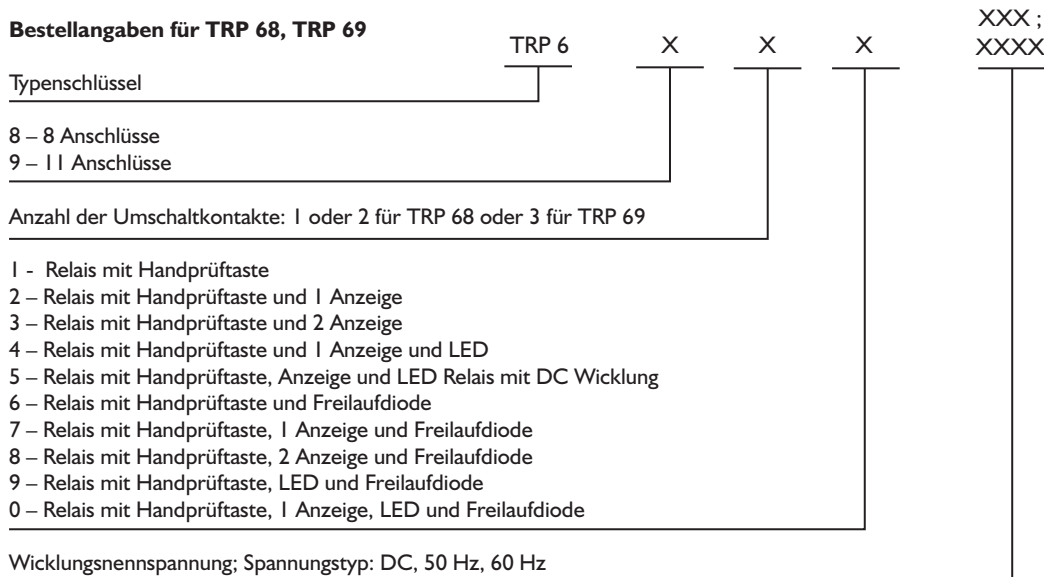 XXX ;
Bestellangaben für TRP 68, TRP 69
TRP 6 X X X XXXX
Typenschlüssel
8 – 8 Anschlüsse
9 – 11 Anschlüsse
Anzahl der Umschaltkontakte: 1 oder 2 für TRP 68 oder 3 für TRP 69
1 - Relais mit Handprüftaste
2 – Relais mit Handprüftaste und 1 Anzeige
3 – Relais mit Handprüftaste und 2 Anzeige
4 – Relais mit Handprüftaste und 1 Anzeige und LED
5 – Relais mit Handprüftaste, Anzeige und LED Relais mit DC Wicklung
6 – Relais mit Handprüftaste und Freilaufdiode
7 – Relais mit Handprüftaste, 1 Anzeige und Freilaufdiode
8 – Relais mit Handprüftaste, 2 Anzeige und Freilaufdiode
9 – Relais mit Handprüftaste, LED und Freilaufdiode
0 – Relais mit Handprüftaste, 1 Anzeige, LED und Freilaufdiode
Wicklungsnennspannung; Spannungstyp: DC, 50 Hz, 60 Hz